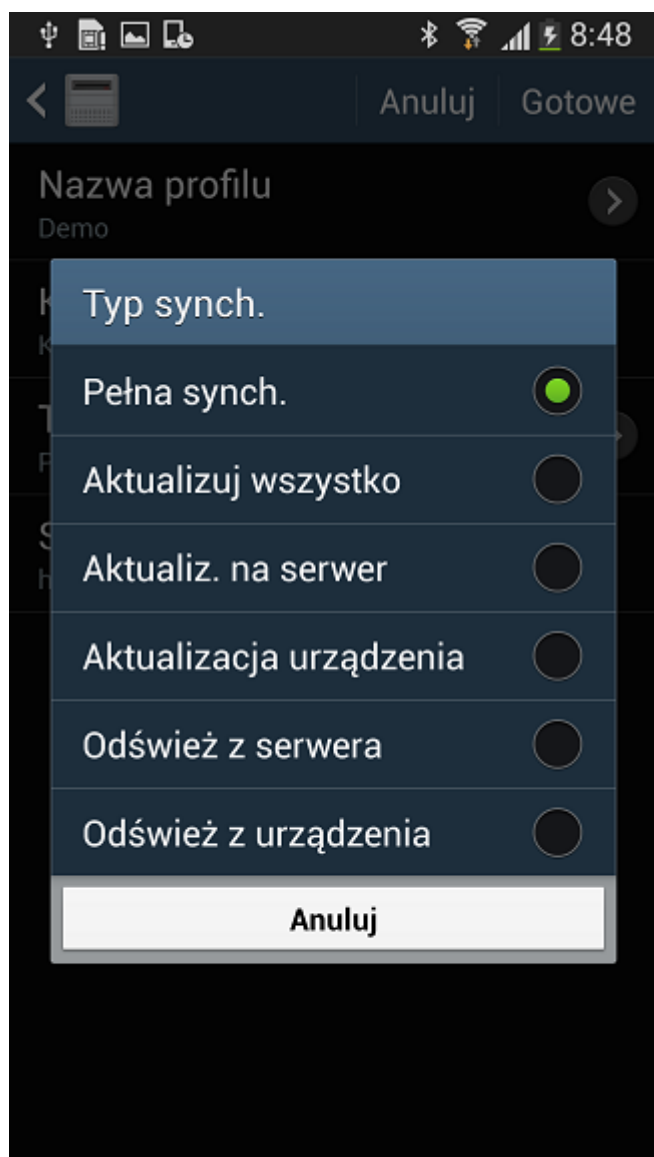 8:48
Anuluj Gotowe
Nazwa profilu
Demo
Typ synch.
Pełna synch.
Aktualizuj wszystko
Aktualiz. na serwer
Aktualizacja urządzenia
Odśwież z serwera
Odśwież z urządzenia
Anuluj